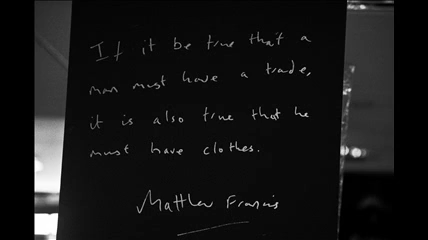 If it be true that a
man must have a trade,
it is also true that he
must have clothes.
Matthew Francis